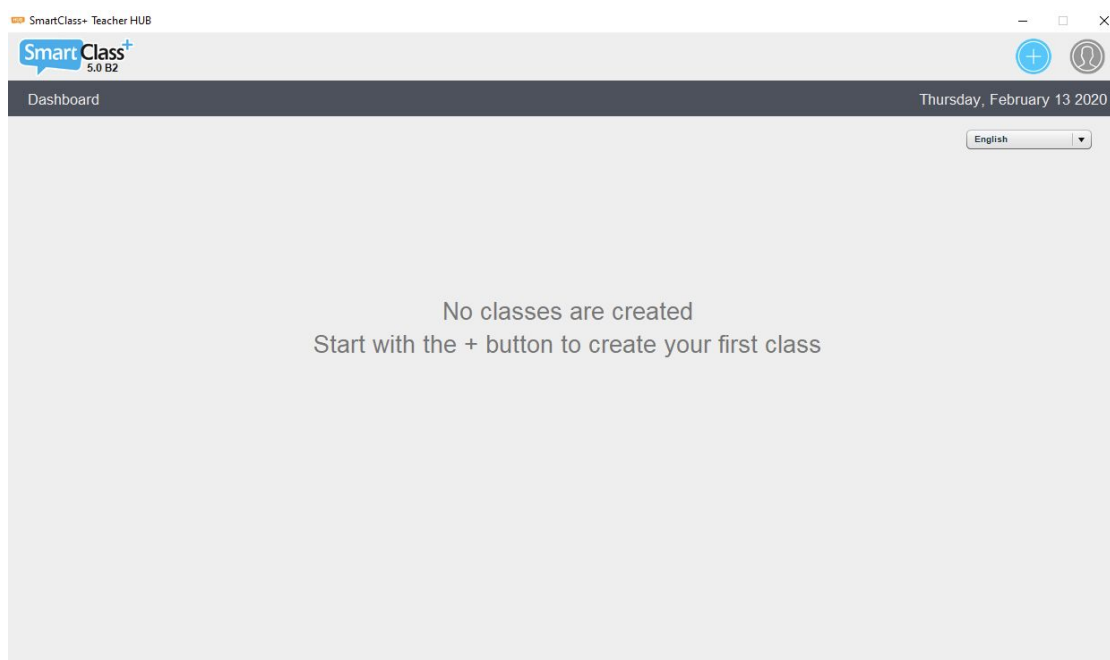 HUB SmartClass+ Teacher HUB
Smart Class+
5.0 B2
Dashboard
Thursday, February 13 2020
English
No classes are created
Start with the + button to create your first class